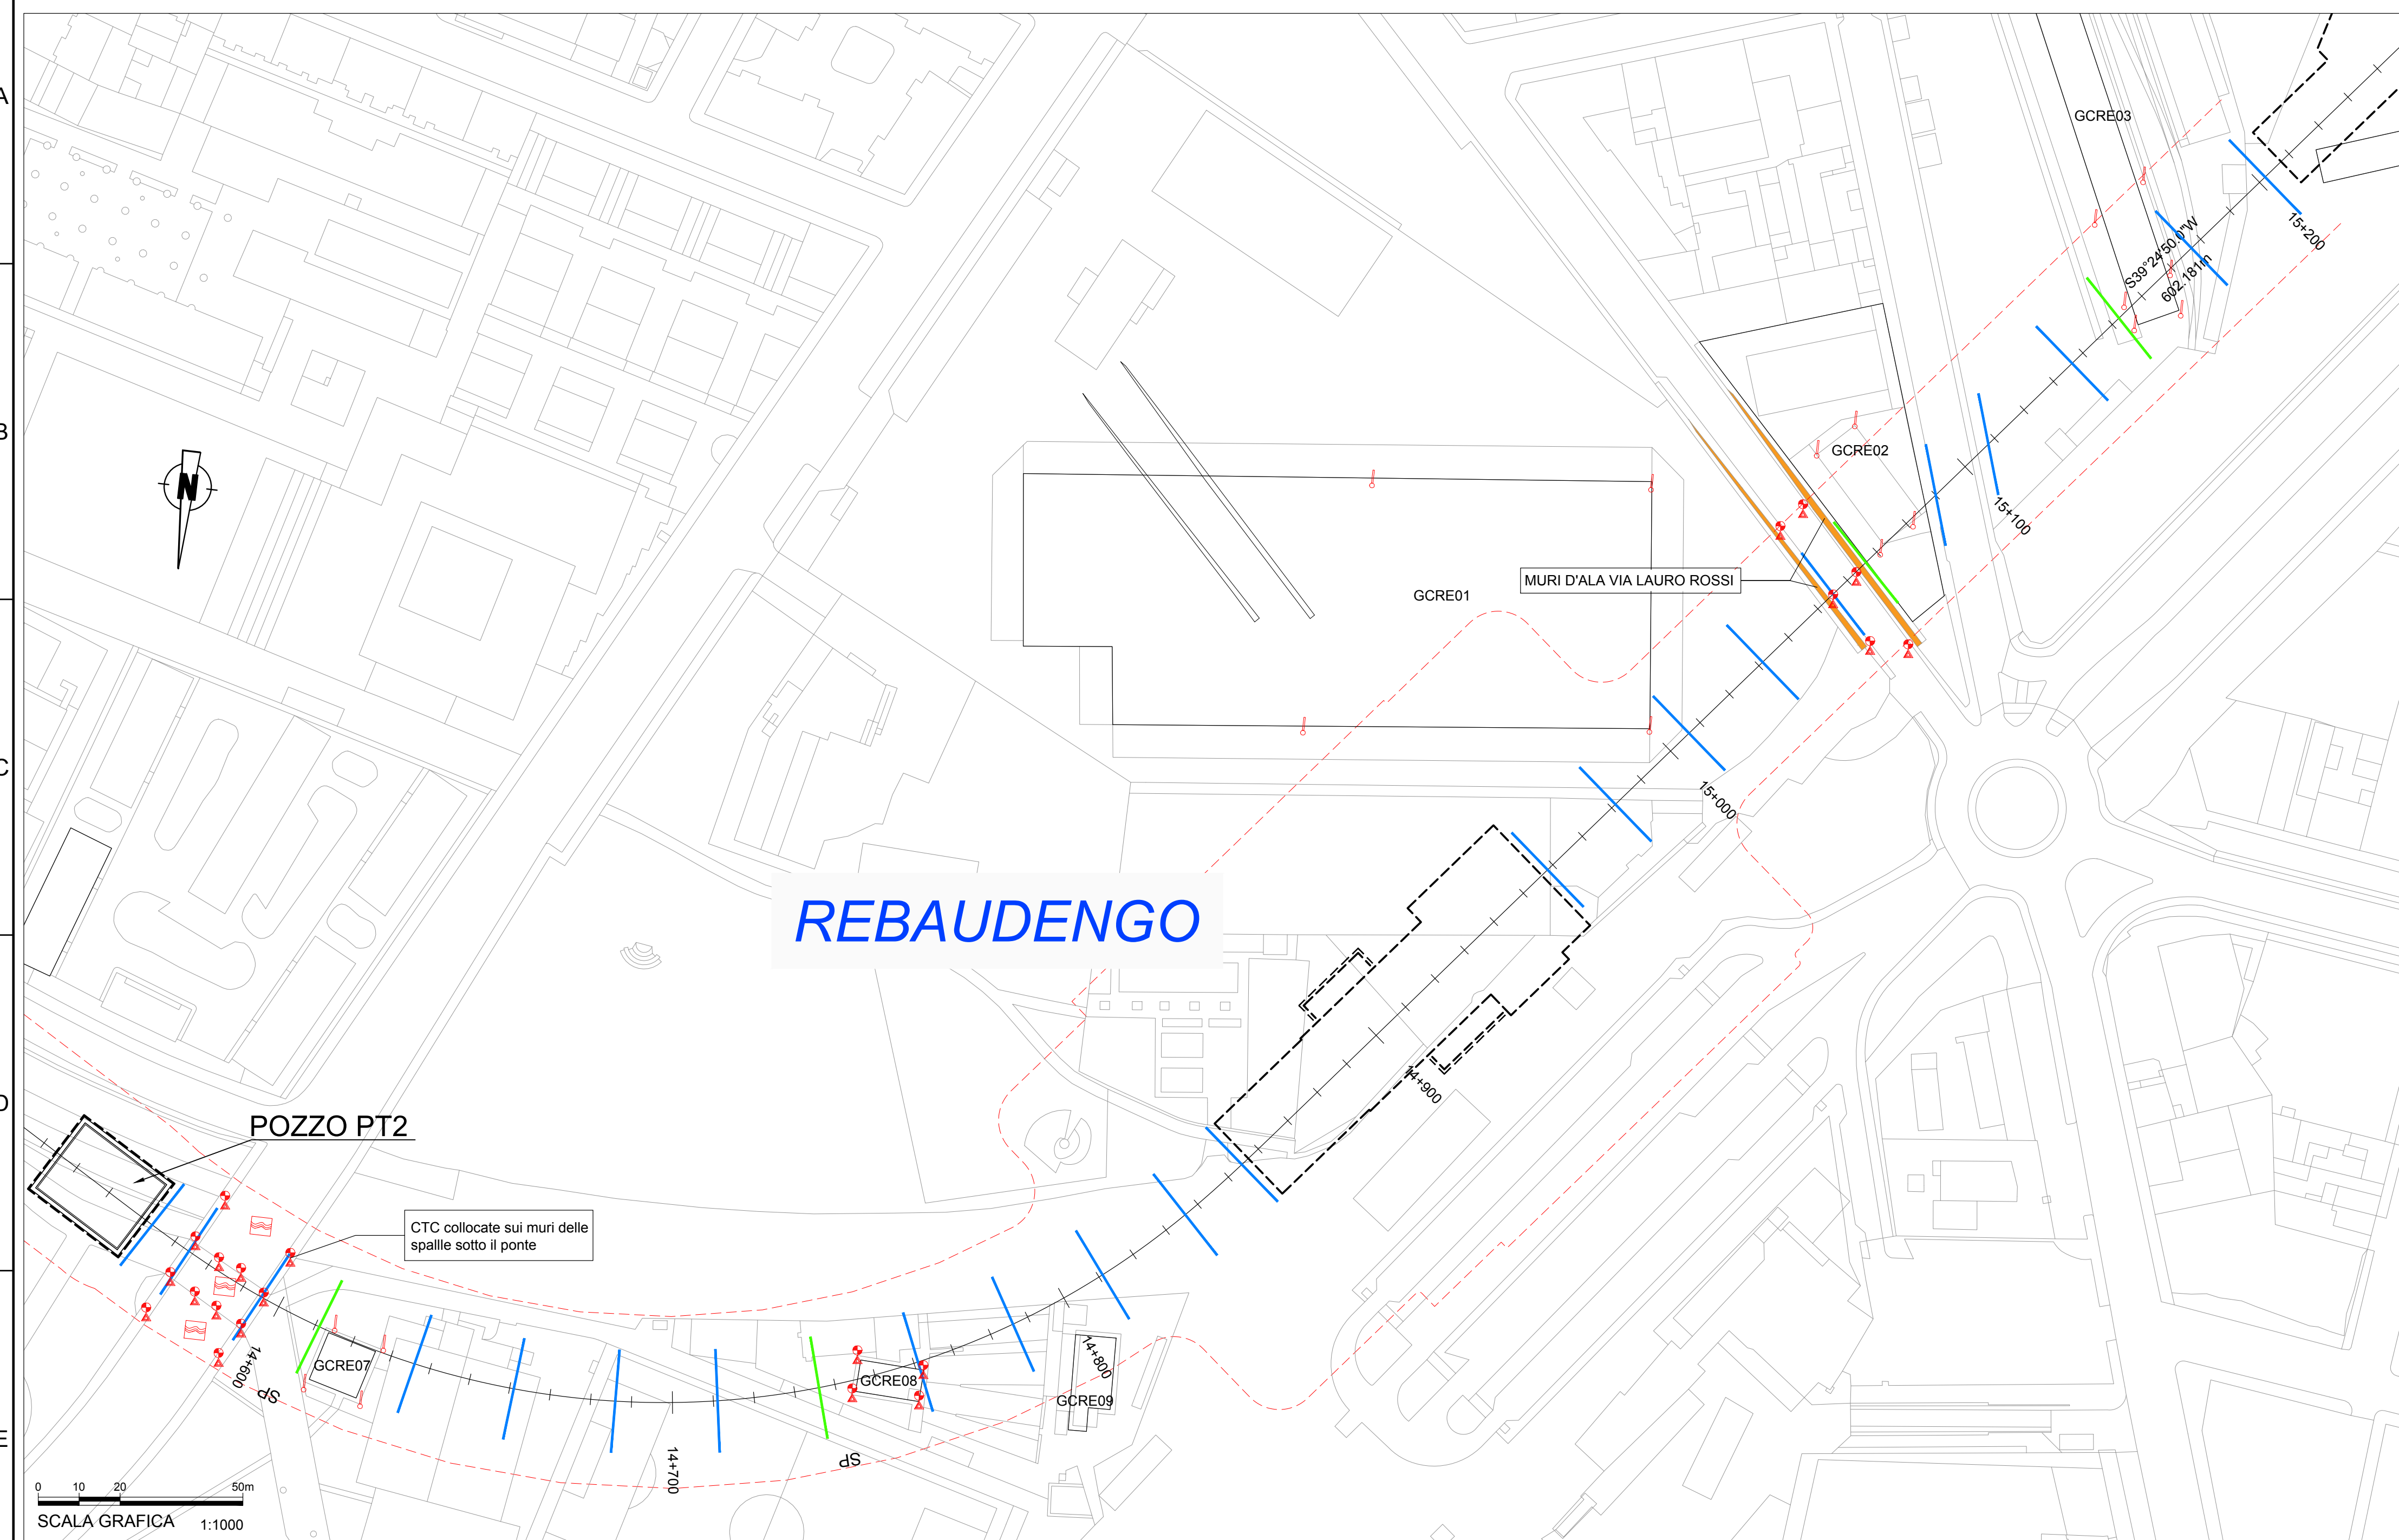 A
GCRE03
15+200
S39°24'50.0"W
602.181m
B
N
GCRE02
15+100
MURI D'ALA VIA LAURO ROSSI
GCRE01
C
15+000
REBAUDENGO
D
14+900
POZZO PT2
CTC collocate sui muri delle
spallle sotto il ponte
14+600
SP
GCRE07
GCRE08
14+800
GCRE09
E
14+700
SP
0 10 20 50m
SCALA GRAFICA 1:1000